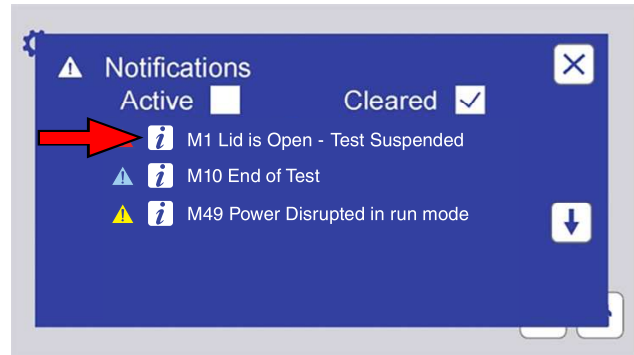 Notifications
Active Cleared
i M1 Lid is Open - Test Suspended
i M10 End of Test
i M49 Power Disrupted in run mode